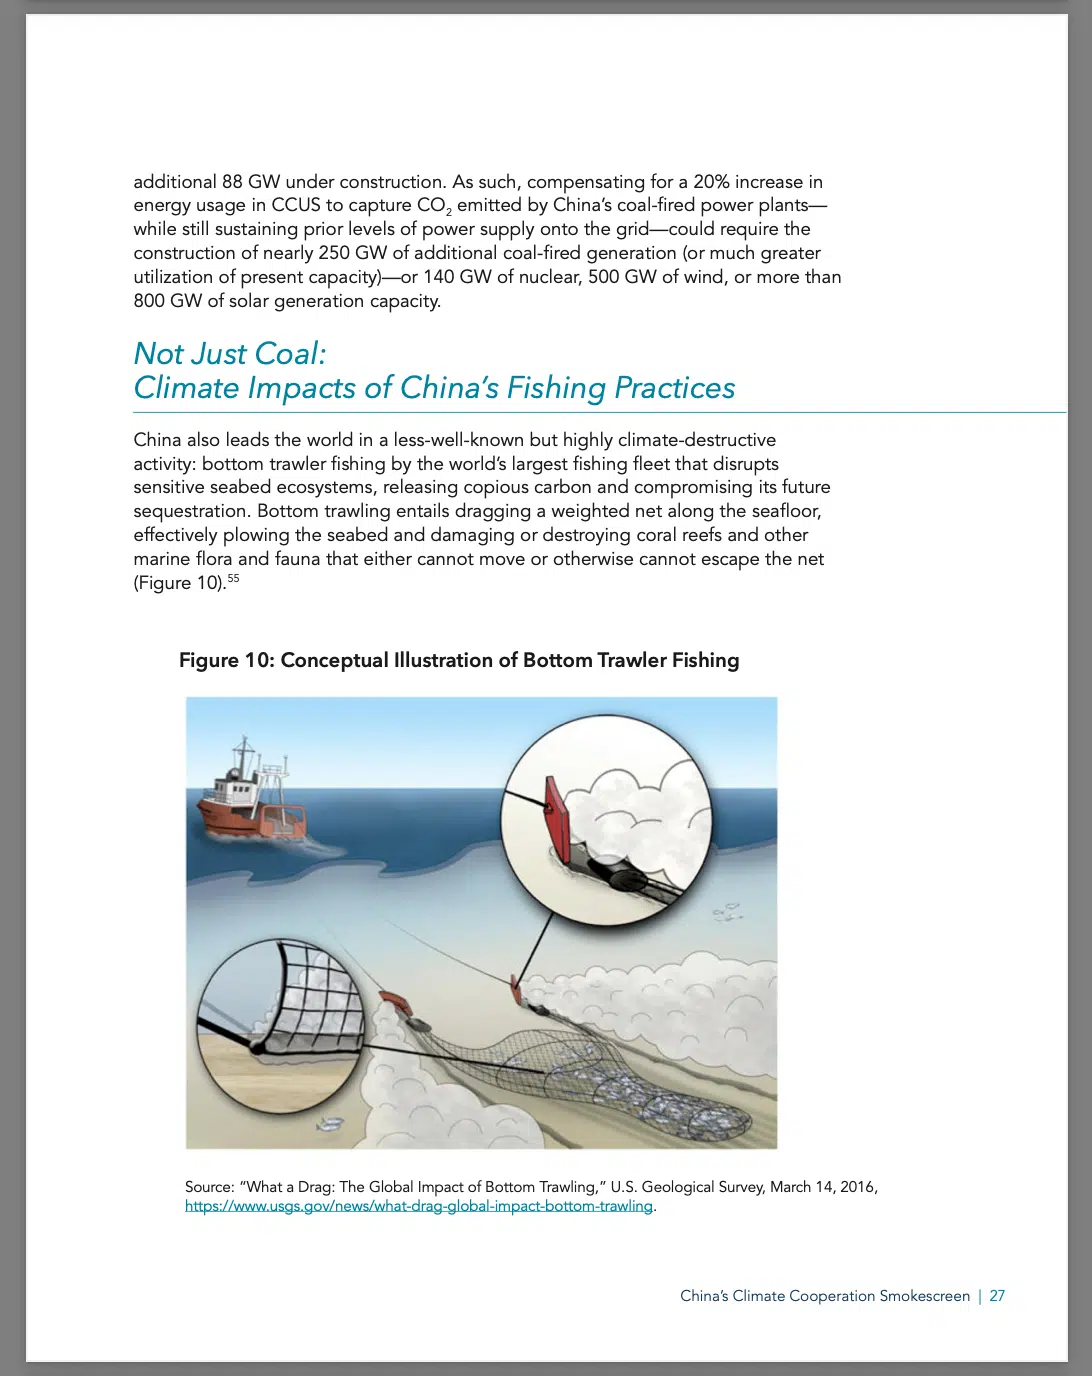 additional 88 GW under construction. As such, compensating for a 20% increase in
energy usage in CCUS to capture CO₂ emitted by China’s coal-fired power plants—
while still sustaining prior levels of power supply onto the grid—could require the
construction of nearly 250 GW of additional coal-fired generation (or much greater
utilization of present capacity)—or 140 GW of nuclear, 500 GW of wind, or more than
800 GW of solar generation capacity.
Not Just Coal:
Climate Impacts of China’s Fishing Practices
China also leads the world in a less-well-known but highly climate-destructive
activity: bottom trawler fishing by the world’s largest fishing fleet that disrupts
sensitive seabed ecosystems, releasing copious carbon and compromising its future
sequestration. Bottom trawling entails dragging a weighted net along the seafloor,
effectively plowing the seabed and damaging or destroying coral reefs and other
marine flora and fauna that either cannot move or otherwise cannot escape the net
(Figure 10).⁵⁵
Figure 10: Conceptual Illustration of Bottom Trawler Fishing
Source: “What a Drag: The Global Impact of Bottom Trawling,” U.S. Geological Survey, March 14, 2016,
https://www.usgs.gov/news/what-drag-global-impact-bottom-trawling.
China’s Climate Cooperation Smokescreen | 27